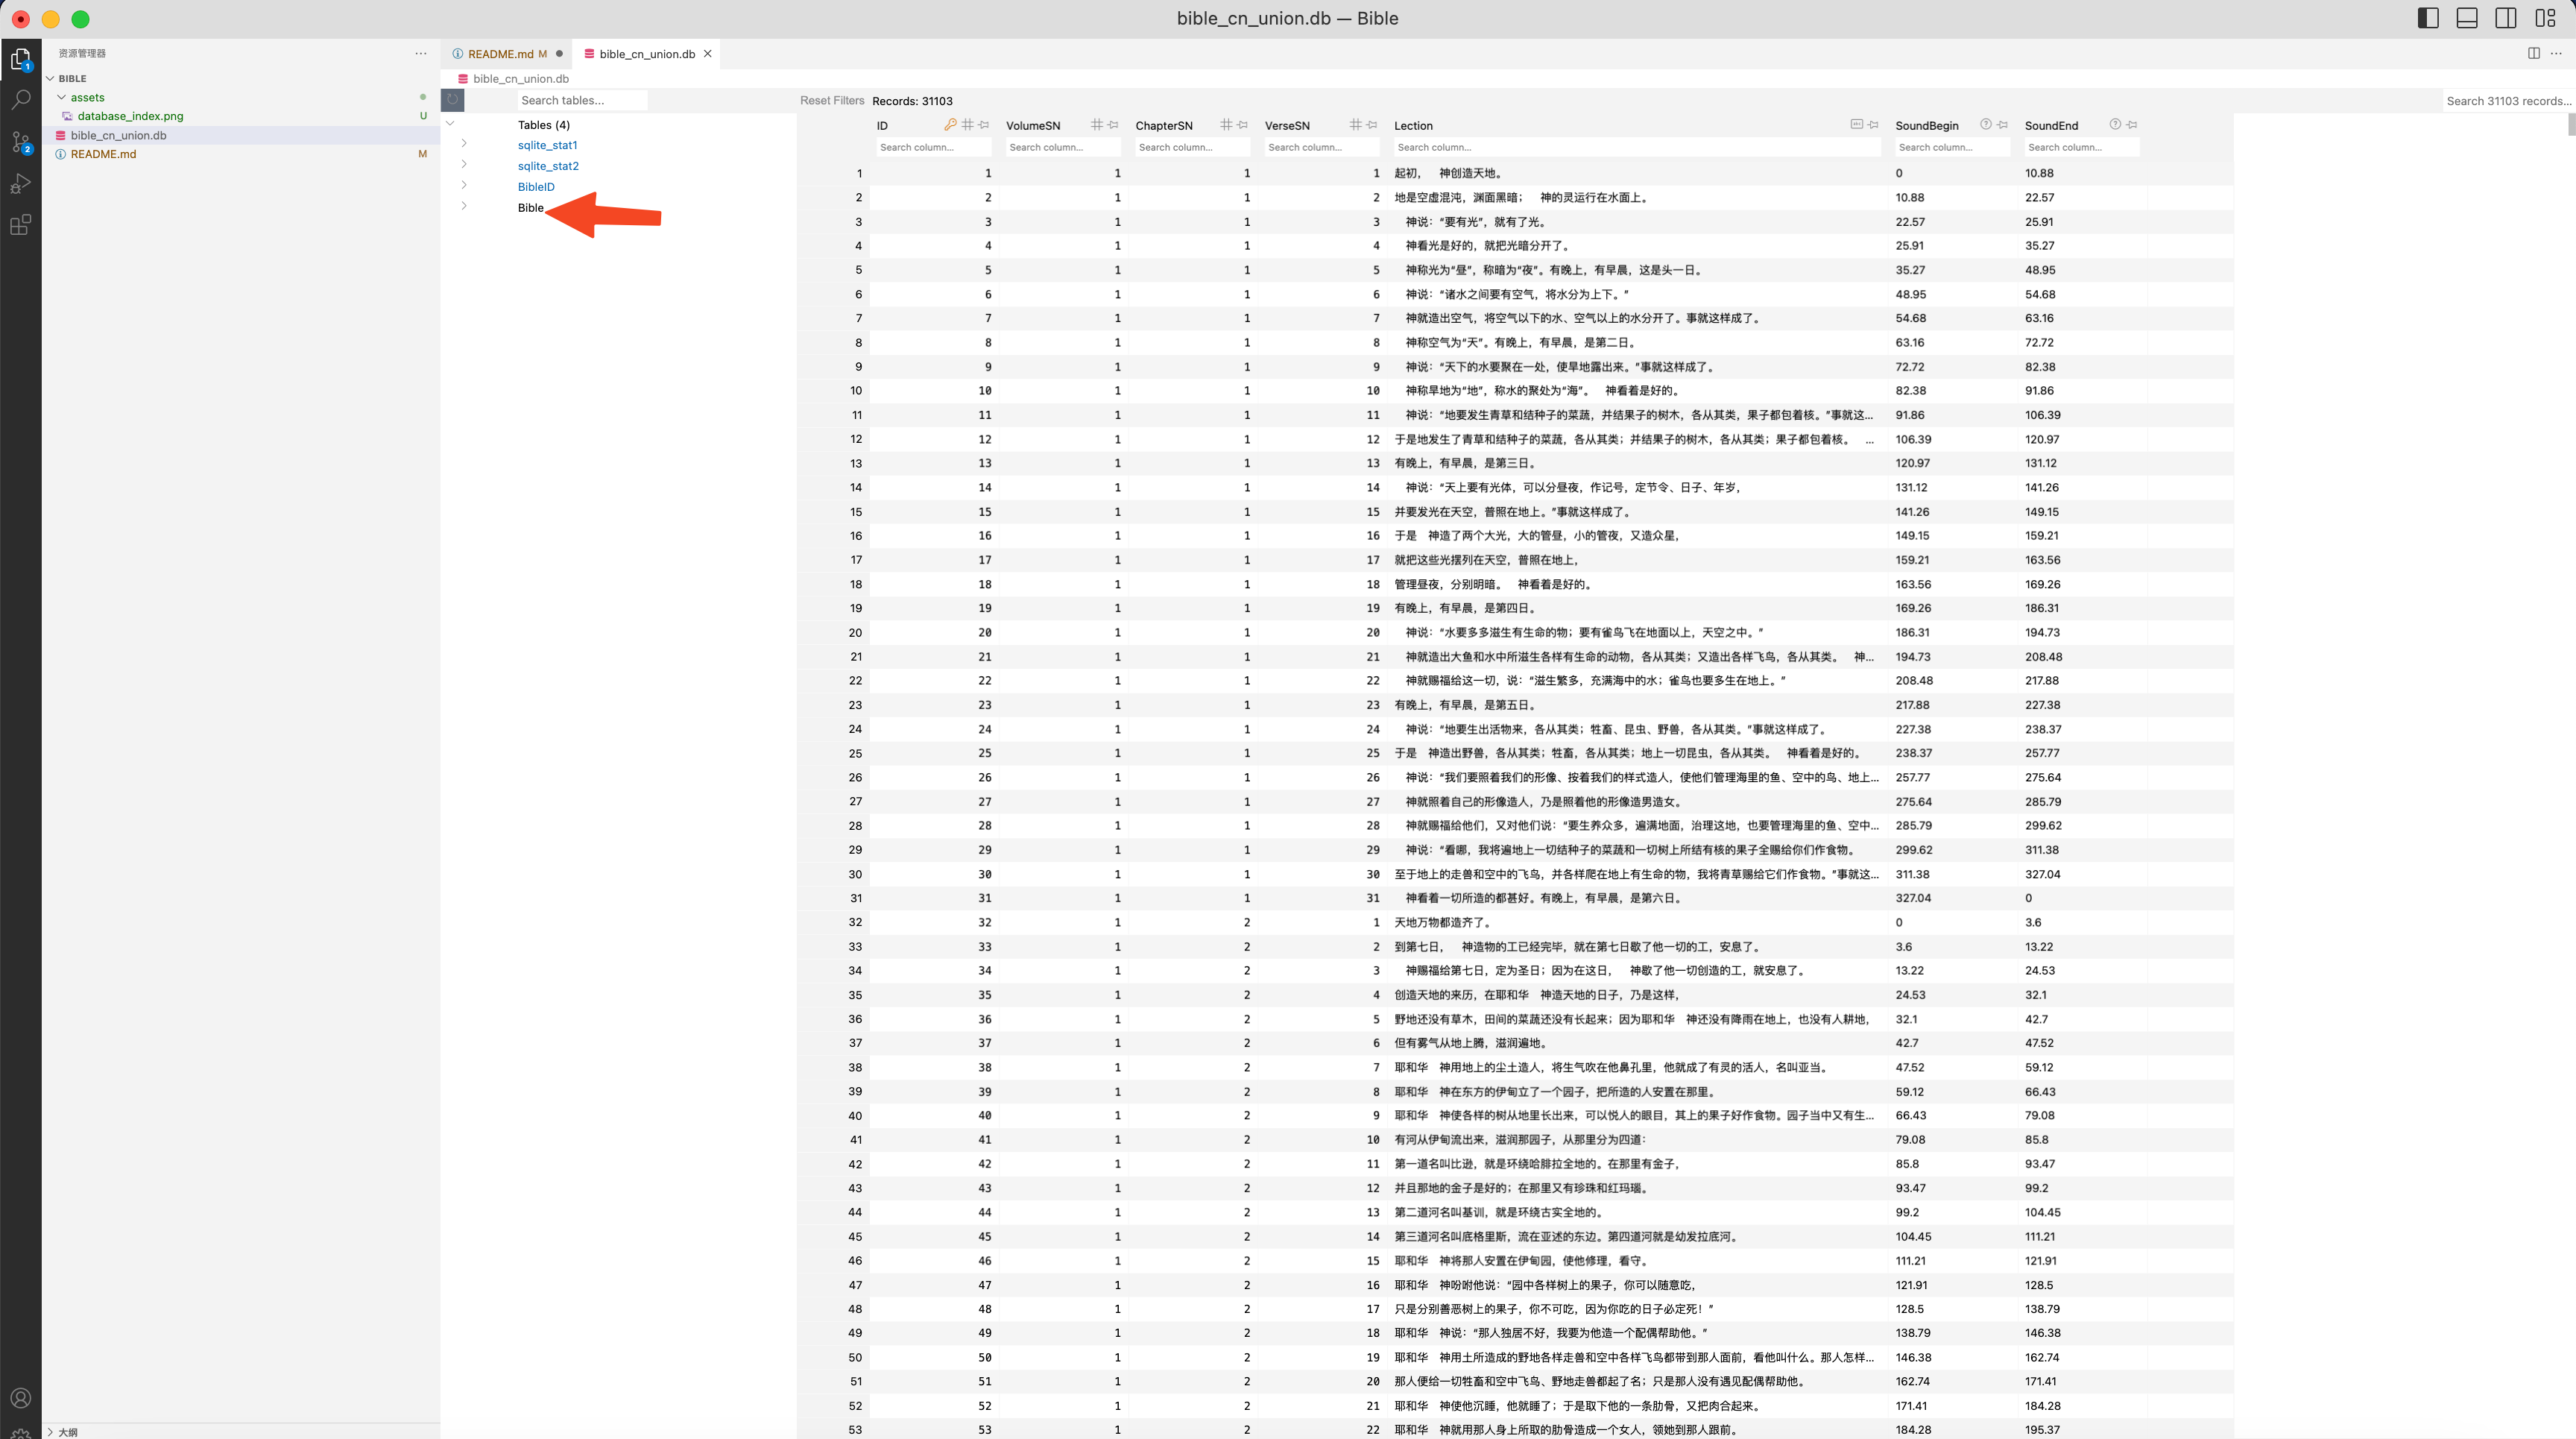 bible_cn_union.db — Bible
资源管理器
README.md M
bible_cn_union.db
BIBLE
bible_cn_union.db
assets
database_index.png U
bible_cn_union.db
README.md M
1
2
Search tables...
Reset Filters Records: 31103
Search 31103 records...
Tables (4)
sqlite_stat1
sqlite_stat2
BibleID
Bible
ID VolumeSN ChapterSN VerseSN Lection SoundBegin SoundEnd
Search column... Search column... Search column... Search column... Search column... Search column... Search column...
1 1 1 1 1 起初， 神创造天地。 0 10.88
2 2 1 1 2 地是空虚混沌，渊面黑暗； 神的灵运行在水面上。 10.88 22.57
3 3 1 1 3 神说：“要有光”，就有了光。 22.57 25.91
4 4 1 1 4 神看光是好的，就把光暗分开了。 25.91 35.27
5 5 1 1 5 神称光为“昼”，称暗为“夜”。有晚上，有早晨，这是头一日。 35.27 48.95
6 6 1 1 6 神说：“诸水之间要有空气，将水分为上下。” 48.95 54.68
7 7 1 1 7 神就造出空气，将空气以下的水、空气以上的水分开了。事就这样成了。 54.68 63.16
8 8 1 1 8 神称空气为“天”。有晚上，有早晨，是第二日。 63.16 72.72
9 9 1 1 9 神说：“天下的水要聚在一处，使旱地露出来。”事就这样成了。 72.72 82.38
10 10 1 1 10 神称旱地为“地”，称水的聚处为“海”。 神看着是好的。 82.38 91.86
11 11 1 1 11 神说：“地要发生青草和结种子的菜蔬，并结果子的树木，各从其类，果子都包着核。”事就这... 91.86 106.39
12 12 1 1 12 于是地发生了青草和结种子的菜蔬，各从其类；并结果子的树木，各从其类；果子都包着核。 ... 106.39 120.97
13 13 1 1 13 有晚上，有早晨，是第三日。 120.97 131.12
14 14 1 1 14 神说：“天上要有光体，可以分昼夜，作记号，定节令、日子、年岁， 131.12 141.26
15 15 1 1 15 并要发光在天空，普照在地上。”事就这样成了。 141.26 149.15
16 16 1 1 16 于是 神造了两个大光，大的管昼，小的管夜，又造众星， 149.15 159.21
17 17 1 1 17 就把这些光摆列在天空，普照在地上， 159.21 163.56
18 18 1 1 18 管理昼夜，分别明暗。 神看着是好的。 163.56 169.26
19 19 1 1 19 有晚上，有早晨，是第四日。 169.26 186.31
20 20 1 1 20 神说：“水要多多滋生有生命的物；要有雀鸟飞在地面以上，天空之中。” 186.31 194.73
21 21 1 1 21 神就造出大鱼和水中所滋生各样有生命的动物，各从其类；又造出各样飞鸟，各从其类。 神... 194.73 208.48
22 22 1 1 22 神就赐福给这一切，说：“滋生繁多，充满海中的水；雀鸟也要多生在地上。” 208.48 217.88
23 23 1 1 23 有晚上，有早晨，是第五日。 217.88 227.38
24 24 1 1 24 神说：“地要生出活物来，各从其类；牲畜、昆虫、野兽，各从其类。”事就这样成了。 227.38 238.37
25 25 1 1 25 于是 神造出野兽，各从其类；牲畜，各从其类；地上一切昆虫，各从其类。 神看着是好的。 238.37 257.77
26 26 1 1 26 神说：“我们要照着我们的形像、按着我们的样式造人，使他们管理海里的鱼、空中的鸟、地上... 257.77 275.64
27 27 1 1 27 神就照着自己的形像造人，乃是照着他的形像造男造女。 275.64 285.79
28 28 1 1 28 神就赐福给他们，又对他们说：“要生养众多，遍满地面，治理这地，也要管理海里的鱼、空中... 285.79 299.62
29 29 1 1 29 神说：“看哪，我将遍地上一切结种子的菜蔬和一切树上所结有核的果子全赐给你们作食物。 299.62 311.38
30 30 1 1 30 至于地上的走兽和空中的飞鸟，并各样爬在地上有生命的物，我将青草赐给它们作食物。”事就这... 311.38 327.04
31 31 1 1 31 神看着一切所造的都甚好。有晚上，有早晨，是第六日。 327.04 0
32 32 1 2 1 天地万物都造齐了。 0 3.6
33 33 1 2 2 到第七日， 神造物的工已经完毕，就在第七日歇了他一切的工，安息了。 3.6 13.22
34 34 1 2 3 神赐福给第七日，定为圣日；因为在这日， 神歇了他一切创造的工，就安息了。 13.22 24.53
35 35 1 2 4 创造天地的来历，在耶和华 神造天地的日子，乃是这样， 24.53 32.1
36 36 1 2 5 野地还没有草木，田间的菜蔬还没有长起来；因为耶和华 神还没有降雨在地上，也没有人耕地， 32.1 42.7
37 37 1 2 6 但有雾气从地上腾，滋润遍地。 42.7 47.52
38 38 1 2 7 耶和华 神用地上的尘土造人，将生气吹在他鼻孔里，他就成了有灵的活人，名叫亚当。 47.52 59.12
39 39 1 2 8 耶和华 神在东方的伊甸立了一个园子，把所造的人安置在那里。 59.12 66.43
40 40 1 2 9 耶和华 神使各样的树从地里长出来，可以悦人的眼目，其上的果子好作食物。园子当中又有生... 66.43 79.08
41 41 1 2 10 有河从伊甸流出来，滋润那园子，从那里分为四道： 79.08 85.8
42 42 1 2 11 第一道名叫比逊，就是环绕哈腓拉全地的。在那里有金子， 85.8 93.47
43 43 1 2 12 并且那地的金子是好的；在那里又有珍珠和红玛瑙。 93.47 99.2
44 44 1 2 13 第二道河名叫基训，就是环绕古实全地的。 99.2 104.45
45 45 1 2 14 第三道河名叫底格里斯，流在亚述的东边。第四道河就是幼发拉底河。 104.45 111.21
46 46 1 2 15 耶和华 神将那人安置在伊甸园，使他修理，看守。 111.21 121.91
47 47 1 2 16 耶和华 神吩咐他说：“园中各样树上的果子，你可以随意吃， 121.91 128.5
48 48 1 2 17 只是分别善恶树上的果子，你不可吃，因为你吃的日子必定死！” 128.5 138.79
49 49 1 2 18 耶和华 神说：“那人独居不好，我要为他造一个配偶帮助他。” 138.79 146.38
50 50 1 2 19 耶和华 神用土所造成的野地各样走兽和空中各样飞鸟都带到那人面前，看他叫什么。那人怎样... 146.38 162.74
51 51 1 2 20 那人便给一切牲畜和空中飞鸟、野地走兽都起了名；只是那人没有遇见配偶帮助他。 162.74 171.41
52 52 1 2 21 耶和华 神使他沉睡，他就睡了；于是取下他的一条肋骨，又把肉合起来。 171.41 184.28
53 53 1 2 22 耶和华 神就用那人身上所取的肋骨造成一个女人，领她到那人跟前。 184.28 195.37
大纲